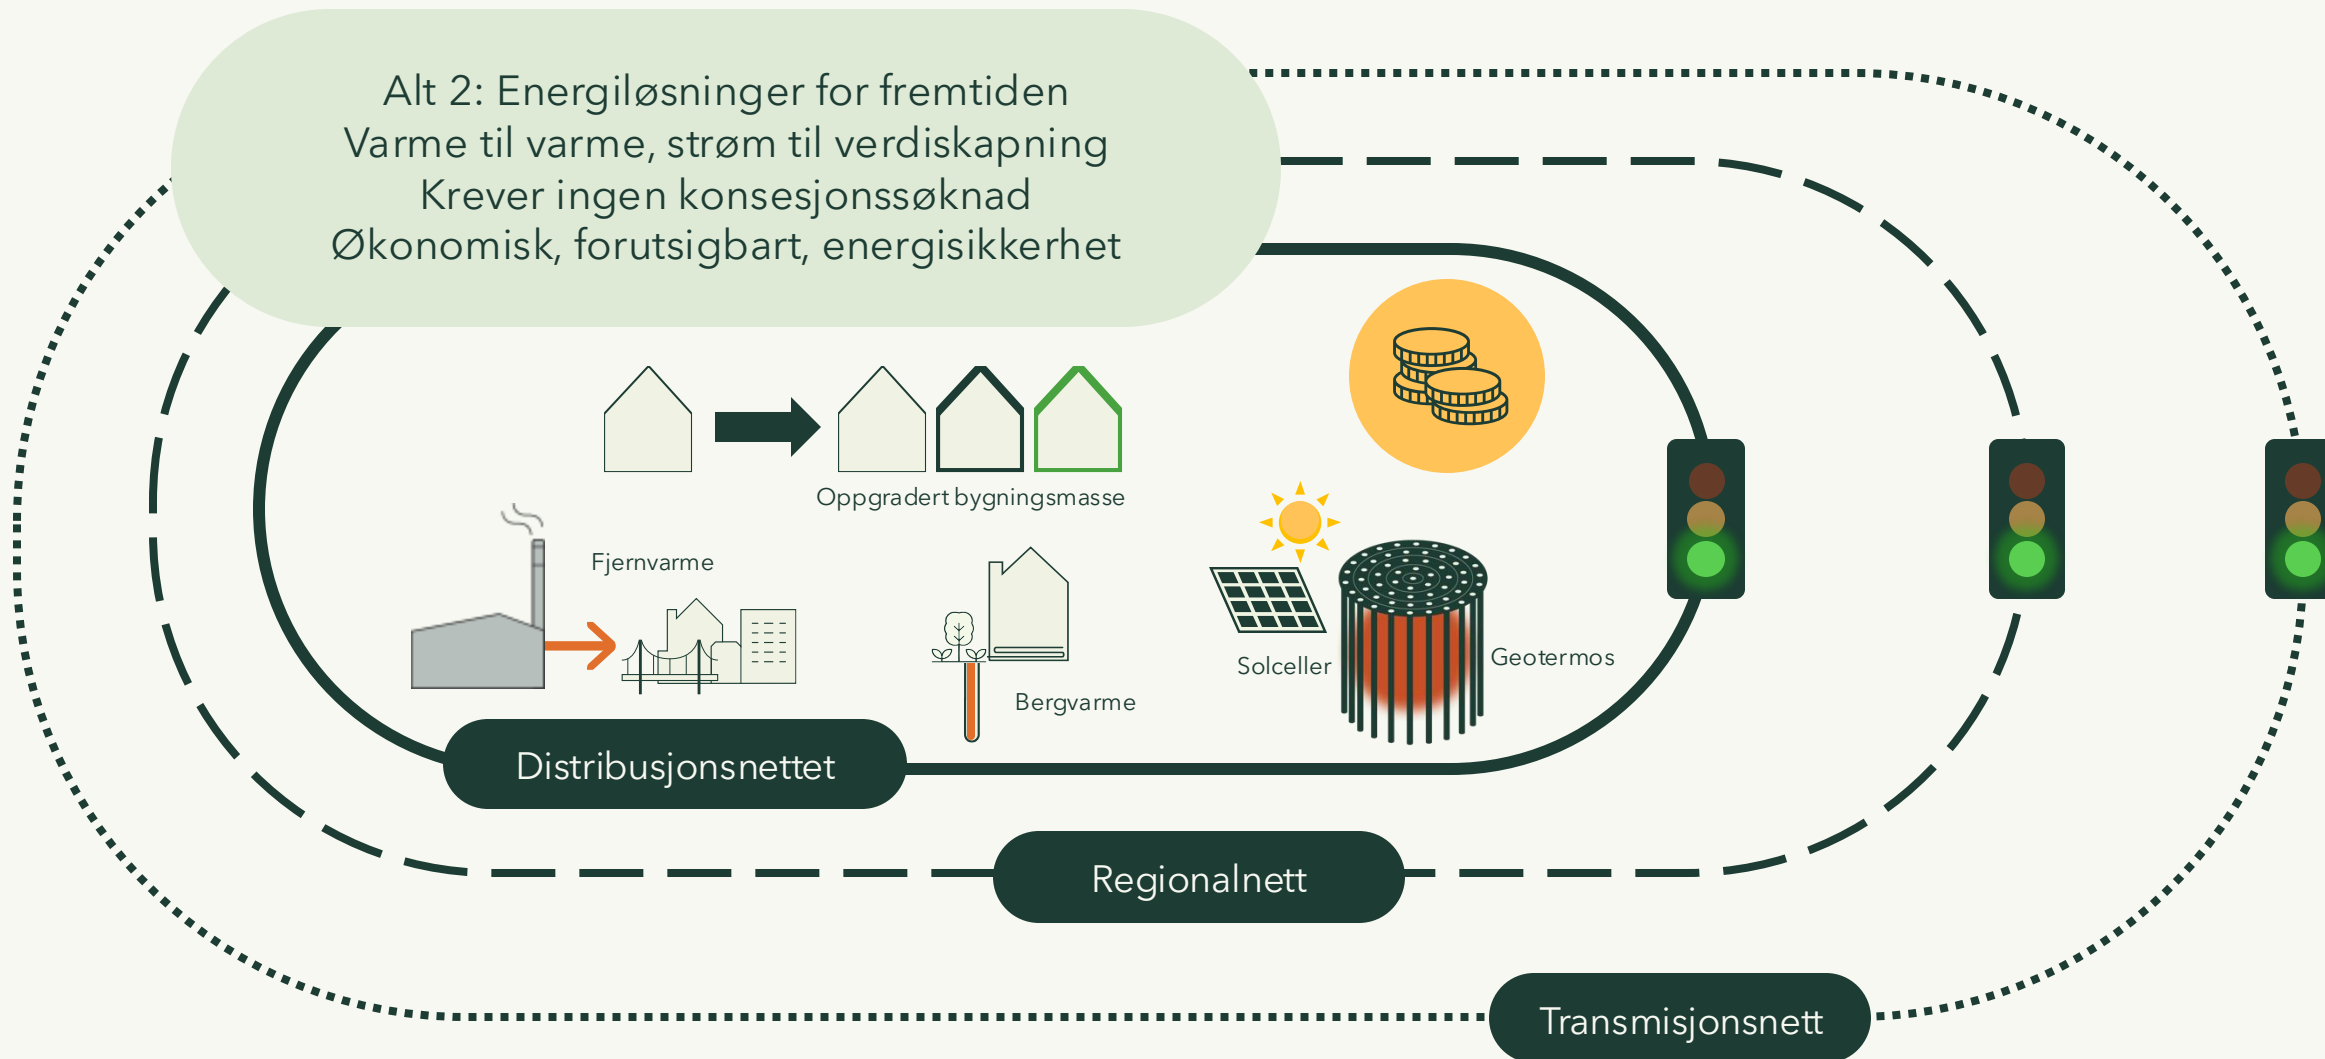 Alt 2: Energiløsninger for fremtiden
Varme til varme, strøm til verdiskapning
Krever ingen konsesjonssøknad
Økonomisk, forutsigbart, energisikkerhet
Oppgradert bygningsmasse
Fjernvarme
Bergvarme
Solceller
Geotermos
Distribusjonsnettet
Regionalnett
Transmisjonsnett